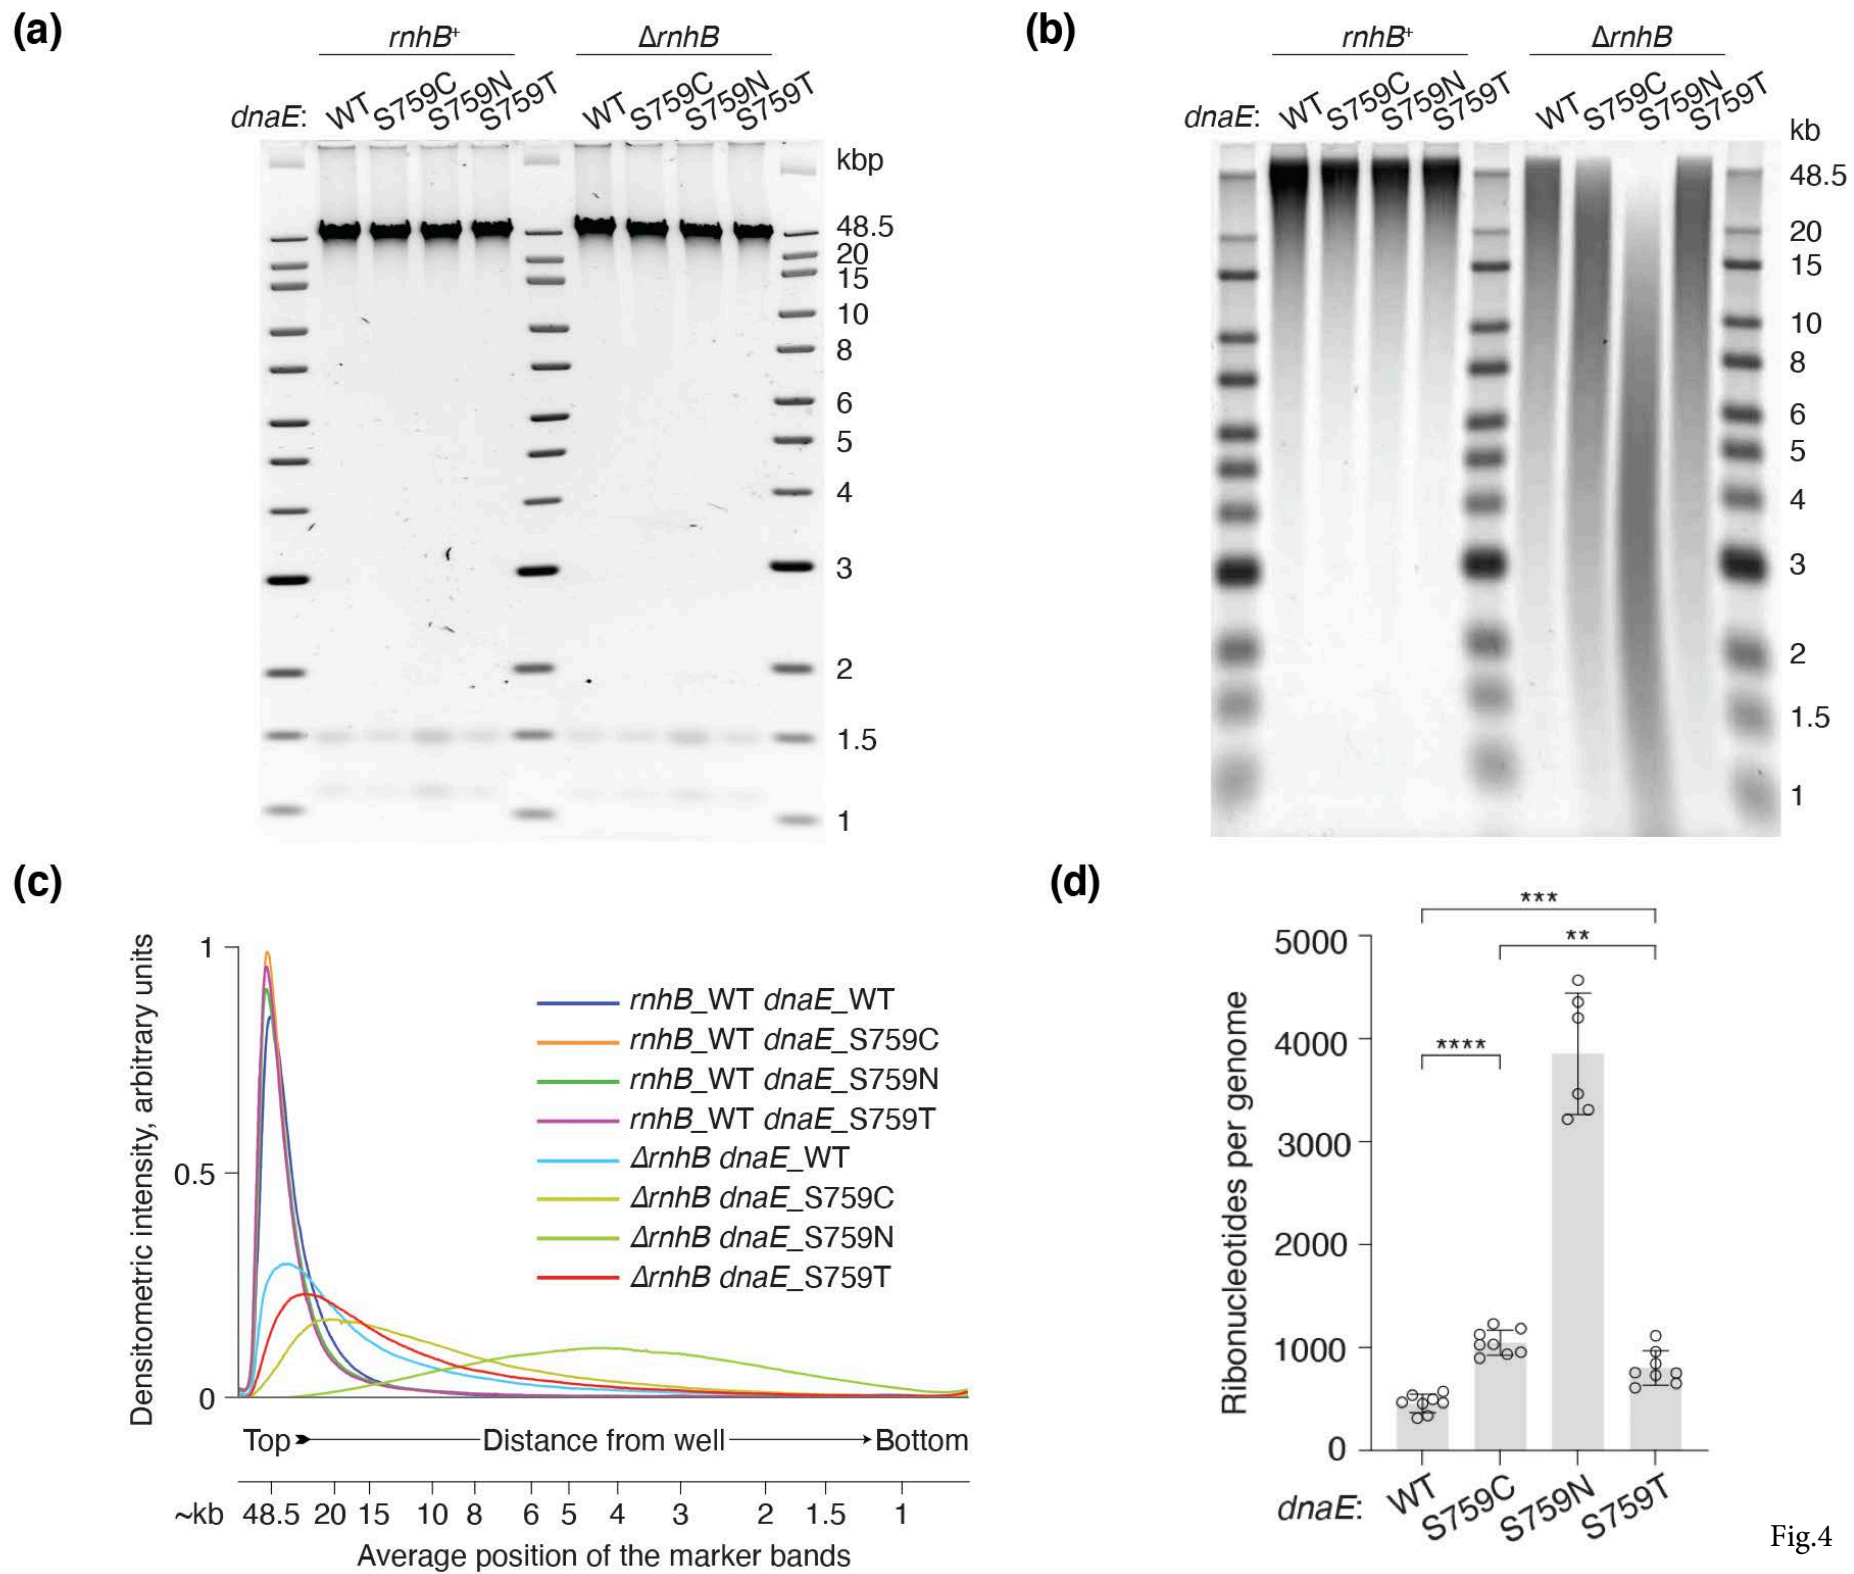 (a)
rnhB⁺ ΔrnhB
dnaE: WT S759C S759N S759T WT S759C S759N S759T
kbp
48.5
20
15
10
8
6
5
4
3
2
1.5
1
(b)
rnhB⁺ ΔrnhB
dnaE: WT S759C S759N S759T WT S759C S759N S759T
kb
48.5
20
15
10
8
6
5
4
3
2
1.5
1
(c)
Densitometric intensity, arbitrary units
1
0.5
0
rnhB_WT dnaE_WT
rnhB_WT dnaE_S759C
rnhB_WT dnaE_S759N
rnhB_WT dnaE_S759T
ΔrnhB dnaE_WT
ΔrnhB dnaE_S759C
ΔrnhB dnaE_S759N
ΔrnhB dnaE_S759T
Top Distance from well Bottom
~kb 48.5 20 15 10 8 6 5 4 3 2 1.5 1
Average position of the marker bands
(d)
Ribonucleotides per genome
***
**
****
5000
4000
3000
2000
1000
0
dnaE: WT S759C S759N S759T
Fig.4